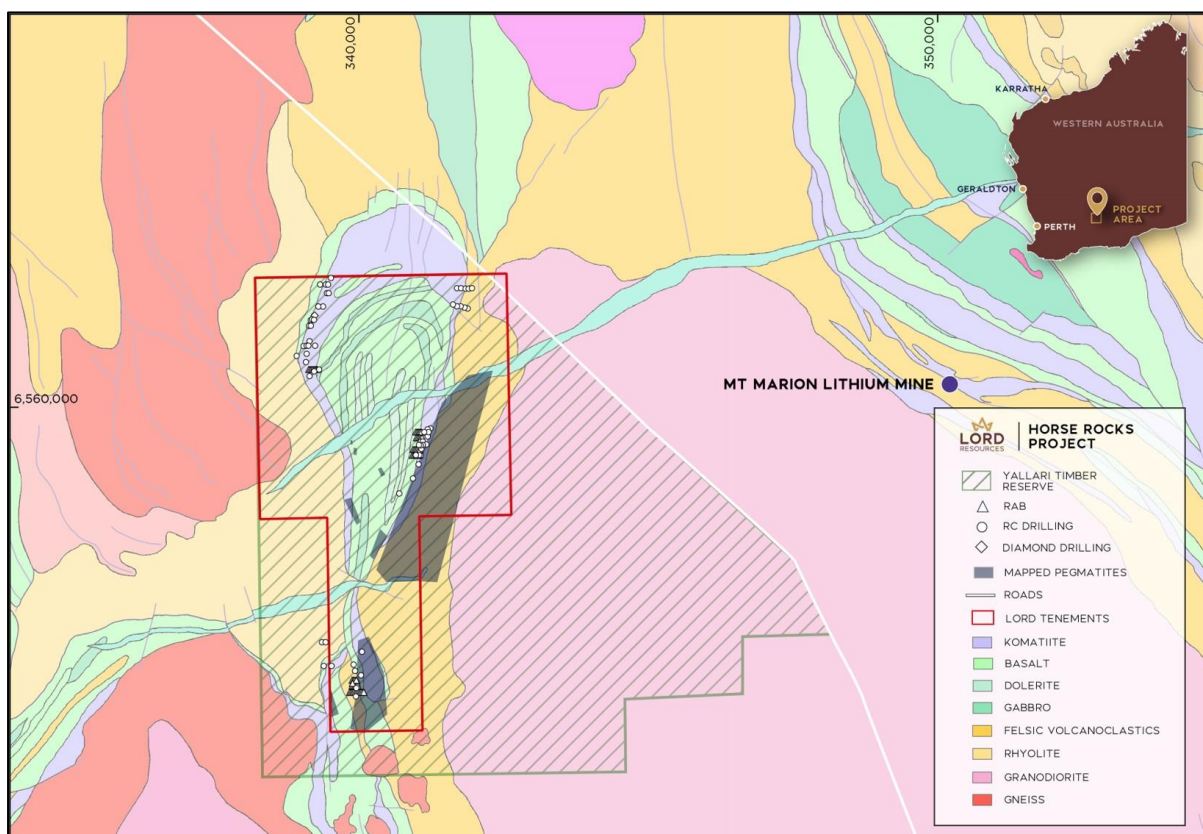 340,000
350,000
KARRATHA
WESTERN AUSTRALIA
GERALDTON
PROJECT
AREA
PERTH
6,560,000
MT MARION LITHIUM MINE
LORD
RESOURCES
HORSE ROCKS
PROJECT
YALLARI TIMBER
RESERVE
RAB
RC DRILLING
DIAMOND DRILLING
MAPPED PEGMATITES
ROADS
LORD TENEMENTS
KOMATIITE
BASALT
DOLERITE
GABBRO
FELSIC VOLCANOCLASTICS
RHYOLITE
GRANODIORITE
GNEISS